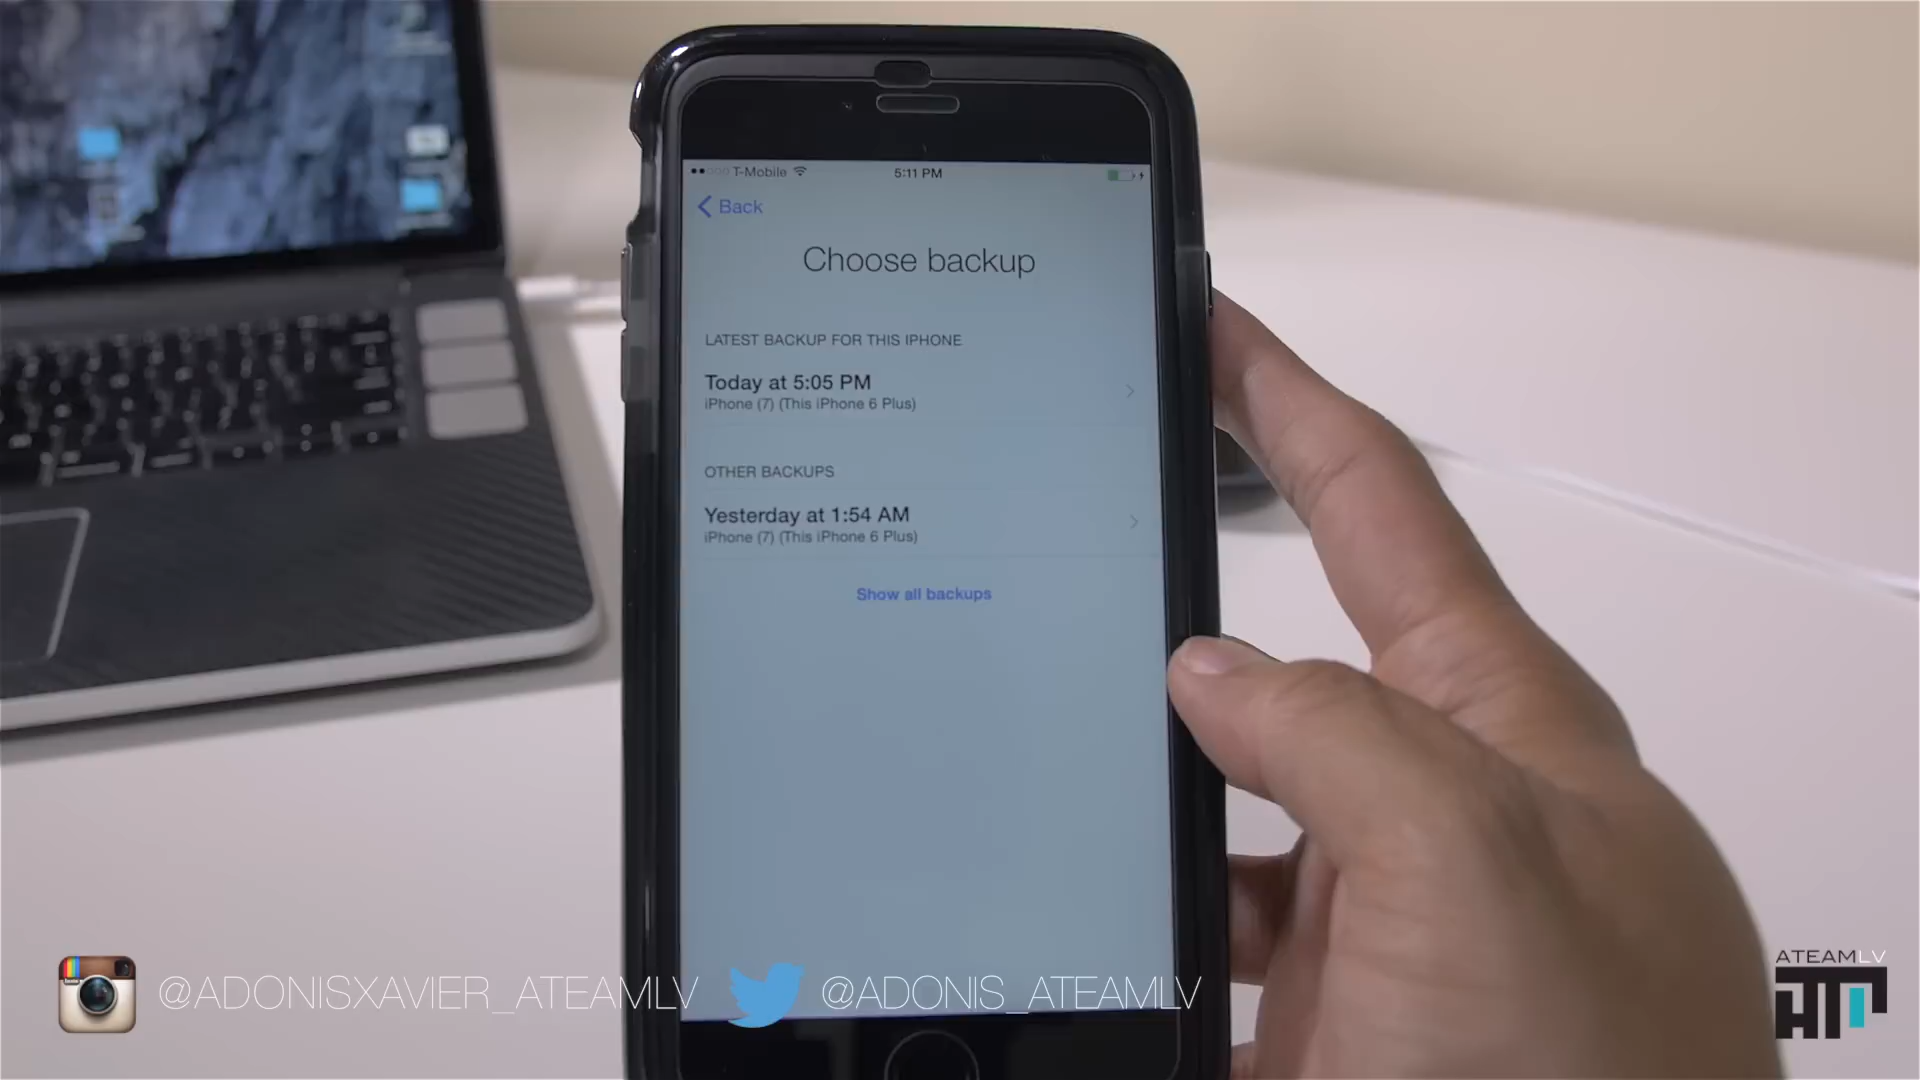 T-Mobile 5:11 PM
Back
Choose backup
LATEST BACKUP FOR THIS IPHONE
Today at 5:05 PM
iPhone (7) (This iPhone 6 Plus)
OTHER BACKUPS
Yesterday at 1:54 AM
iPhone (7) (This iPhone 6 Plus)
Show all backups
@ADONISXAVIER_ATEAMLV @ADONIS_ATEAMLV
ATEAMLV